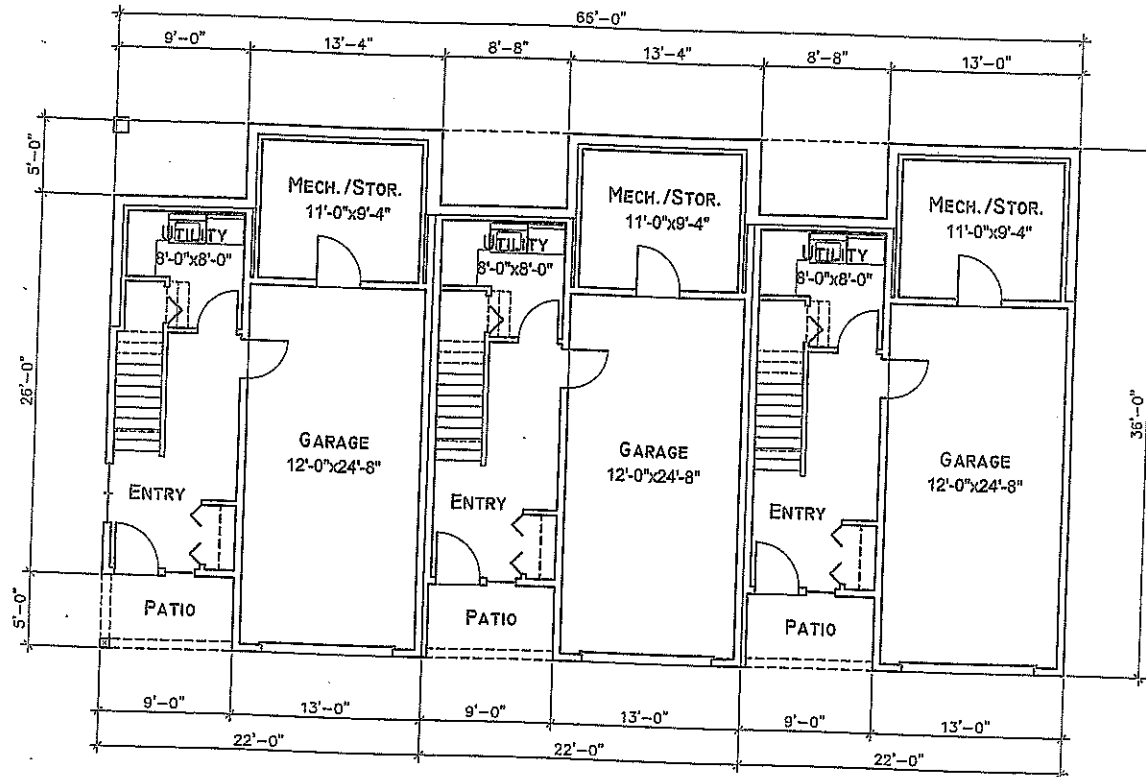 66'-0"
9'-0" 13'-4" 8'-8" 13'-4" 8'-8" 13'-0"
5'-0"
26'-0"
5'-0"
36'-0"
MECH./STOR.
11'-0"x9'-4"
UTILITY
8'-0"x8'-0"
GARAGE
12'-0"x24'-8"
ENTRY
PATIO
MECH./STOR.
11'-0"x9'-4"
UTILITY
8'-0"x8'-0"
GARAGE
12'-0"x24'-8"
ENTRY
PATIO
MECH./STOR.
11'-0"x9'-4"
UTILITY
8'-0"x8'-0"
GARAGE
12'-0"x24'-8"
ENTRY
PATIO
9'-0" 13'-0" 9'-0" 13'-0" 9'-0" 13'-0"
22'-0" 22'-0" 22'-0"